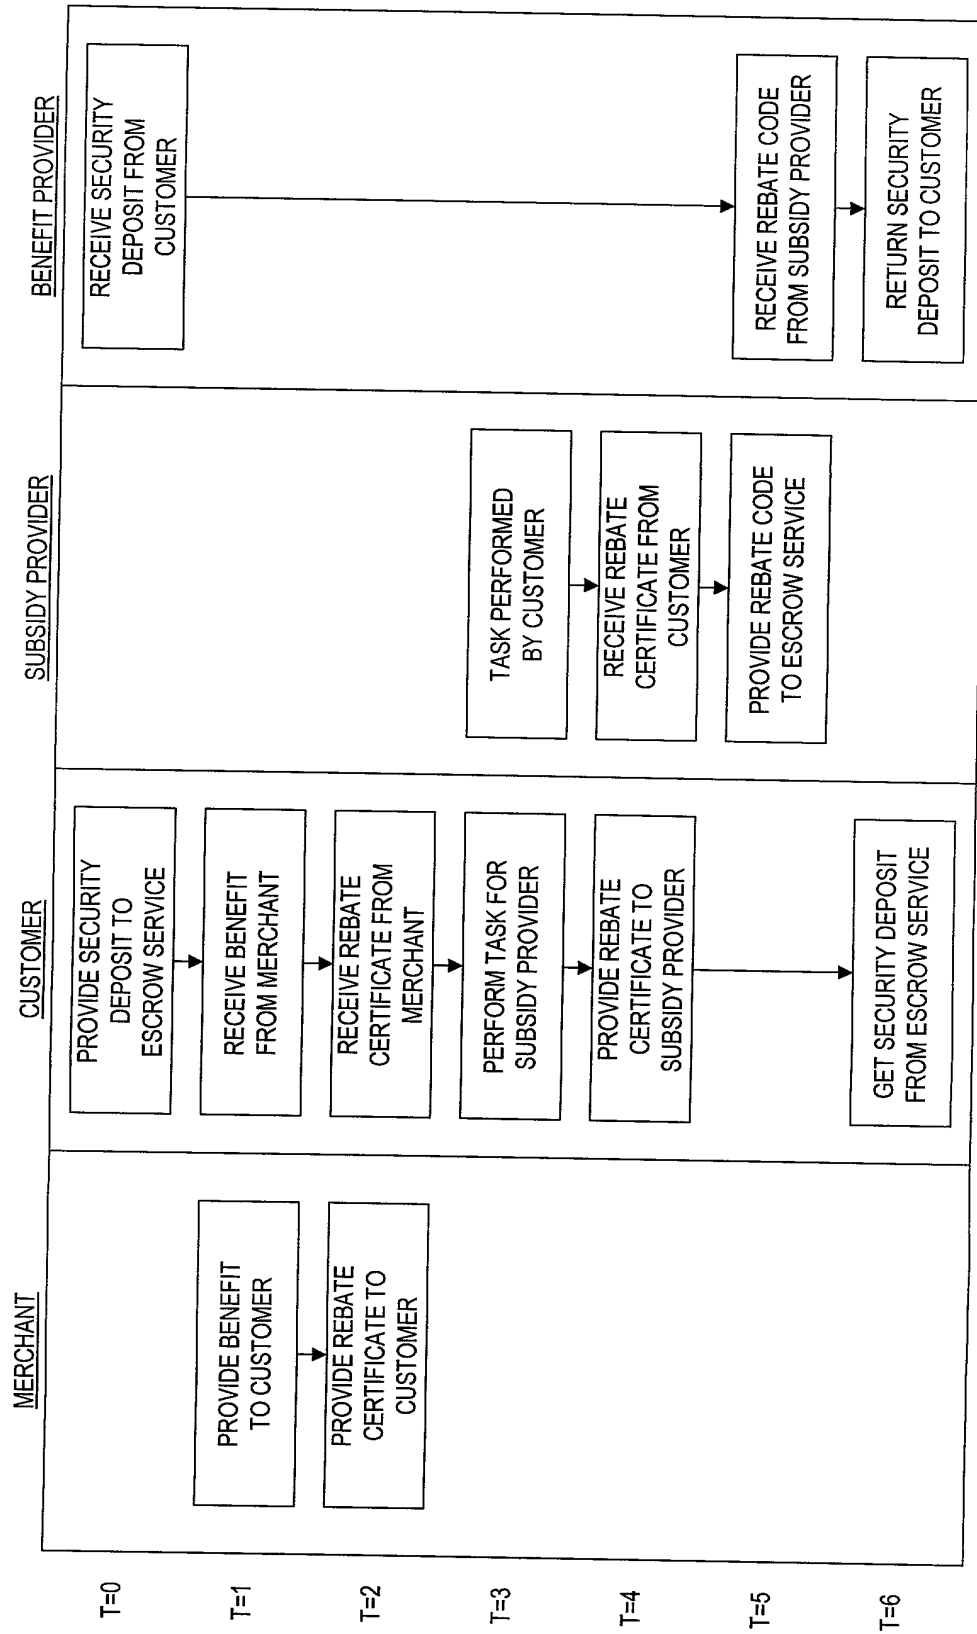 MERCHANT
CUSTOMER
SUBSIDY PROVIDER
BENEFIT PROVIDER
T=0
PROVIDE SECURITY
DEPOSIT TO
ESCROW SERVICE
RECEIVE SECURITY
DEPOSIT FROM
CUSTOMER
T=1
PROVIDE BENEFIT
TO CUSTOMER
RECEIVE BENEFIT
FROM MERCHANT
T=2
PROVIDE REBATE
CERTIFICATE TO
CUSTOMER
RECEIVE REBATE
CERTIFICATE FROM
MERCHANT
T=3
PERFORM TASK FOR
SUBSIDY PROVIDER
TASK PERFORMED
BY CUSTOMER
T=4
PROVIDE REBATE
CERTIFICATE TO
SUBSIDY PROVIDER
RECEIVE REBATE
CERTIFICATE FROM
CUSTOMER
T=5
PROVIDE REBATE CODE
TO ESCROW SERVICE
RECEIVE REBATE CODE
FROM SUBSIDY PROVIDER
T=6
GET SECURITY DEPOSIT
FROM ESCROW SERVICE
RETURN SECURITY
DEPOSIT TO CUSTOMER